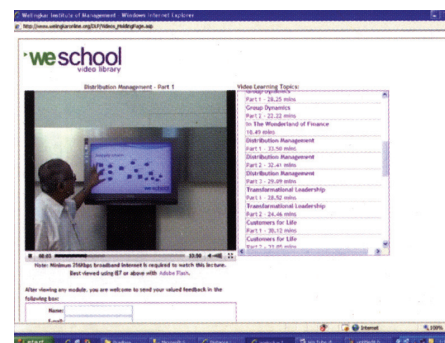 Welingkar Institute of Management - Windows Internet Explorer
weschool
video library
Distribution Management - Part 1
Video Learning Topics:
Group Dynamics
Part 1 - 28.25 mins
Group Dynamics
Part 2 - 22.22 mins
In The Wonderland of Finance
18.49 mins
Distribution Management
Part 1 - 33.50 mins
Distribution Management
Part 2 - 32.41 mins
Distribution Management
Part 3 - 29.09 mins
Transformational Leadership
Part 1 - 28.52 mins
Transformational Leadership
Part 2 - 24.46 mins
Customers for Life
Part 1 - 30.12 mins
Customers for Life
Note: Minimum 256kbps broadband internet is required to watch this lecture.
Best viewed using IE7 or above with Adobe Flash.
After viewing any module, you are welcome to send your valued feedback in the
following box:
Name:
Internet
100%